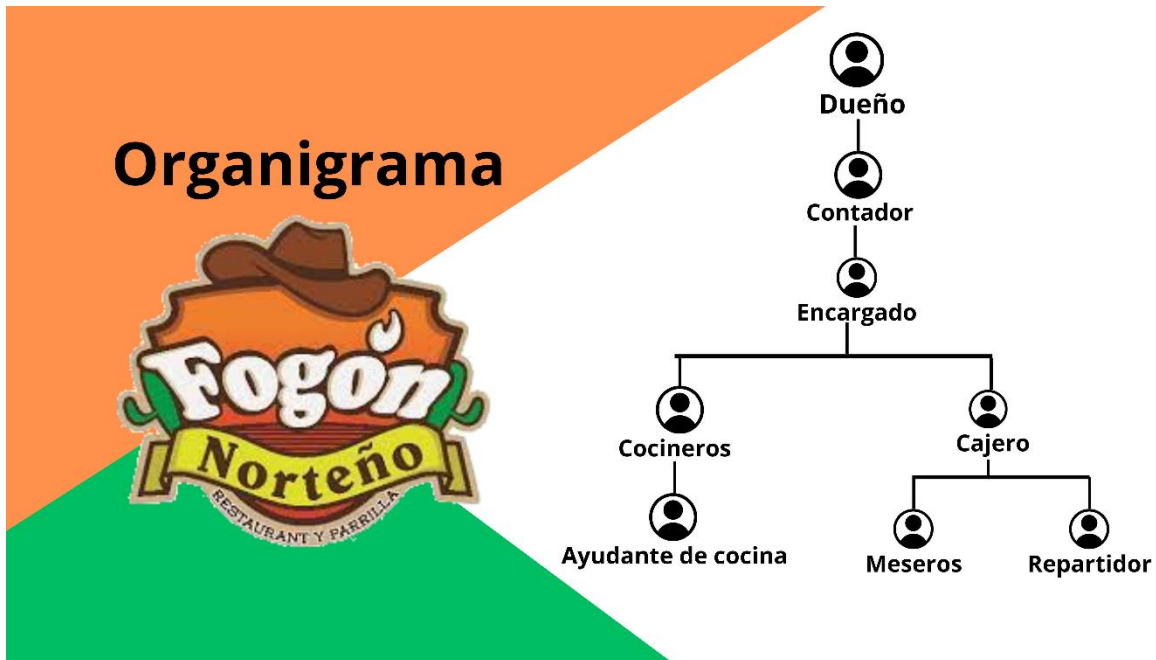 Organigrama
Fogón
Norteño
RESTAURANT Y PARRILLA
Dueño
Contador
Encargado
Cocineros
Cajero
Ayudante de cocina
Meseros
Repartidor